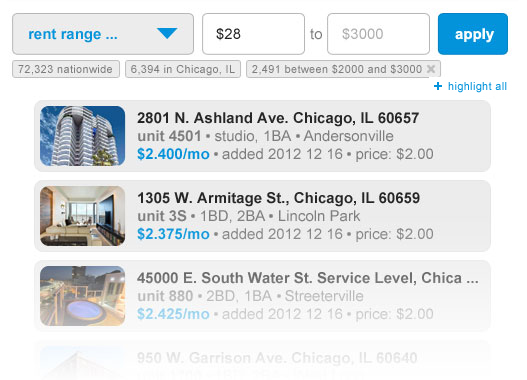 rent range ... $28 to $3000 apply
72,323 nationwide 6,394 in Chicago, IL 2,491 between $2000 and $3000 ×
+ highlight all
2801 N. Ashland Ave. Chicago, IL 60657
unit 4501 • studio, 1BA • Andersonville
$2.400/mo • added 2012 12 16 • price: $2.00
1305 W. Armitage St., Chicago, IL 60659
unit 3S • 1BD, 2BA • Lincoln Park
$2.375/mo • added 2012 12 16 • price: $2.00
45000 E. South Water St. Service Level, Chica ...
unit 880 • 2BD, 1BA • Streeterville
$2.425/mo • added 2012 12 16 • price: $2.00
950 W. Garrison Ave. Chicago, IL 60640